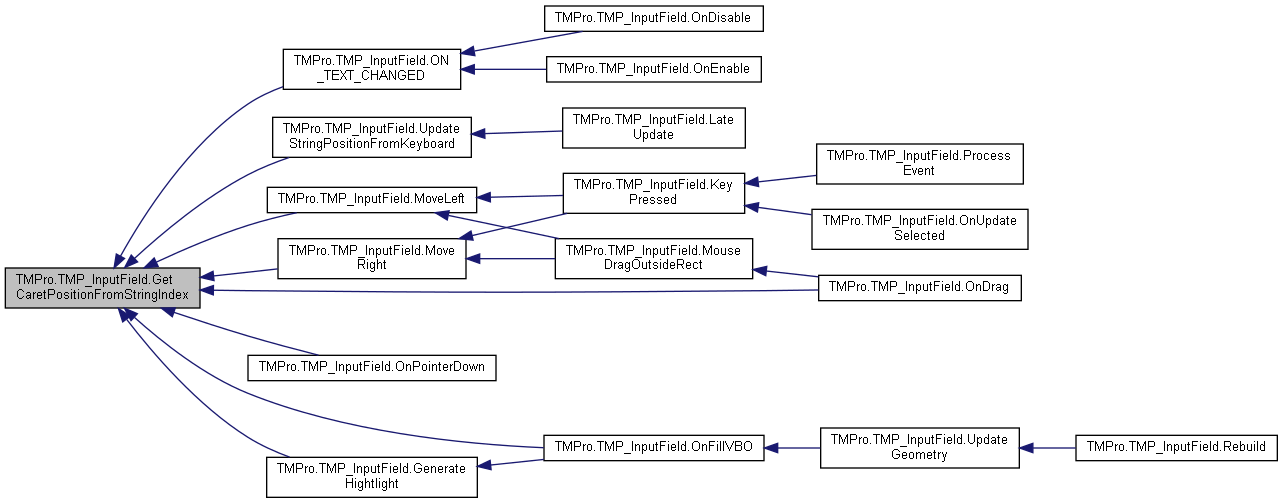 TMPro.TMP_InputField.OnDisable
TMPro.TMP_InputField.ON
_TEXT_CHANGED
TMPro.TMP_InputField.OnEnable
TMPro.TMP_InputField.Update
StringPositionFromKeyboard
TMPro.TMP_InputField.Late
Update
TMPro.TMP_InputField.Process
Event
TMPro.TMP_InputField.MoveLeft
TMPro.TMP_InputField.Key
Pressed
TMPro.TMP_InputField.OnUpdate
Selected
TMPro.TMP_InputField.Move
Right
TMPro.TMP_InputField.Mouse
DragOutsideRect
TMPro.TMP_InputField.Get
CaretPositionFromStringIndex
TMPro.TMP_InputField.OnDrag
TMPro.TMP_InputField.OnPointerDown
TMPro.TMP_InputField.OnFillVBO
TMPro.TMP_InputField.Update
Geometry
TMPro.TMP_InputField.Rebuild
TMPro.TMP_InputField.Generate
Hightlight